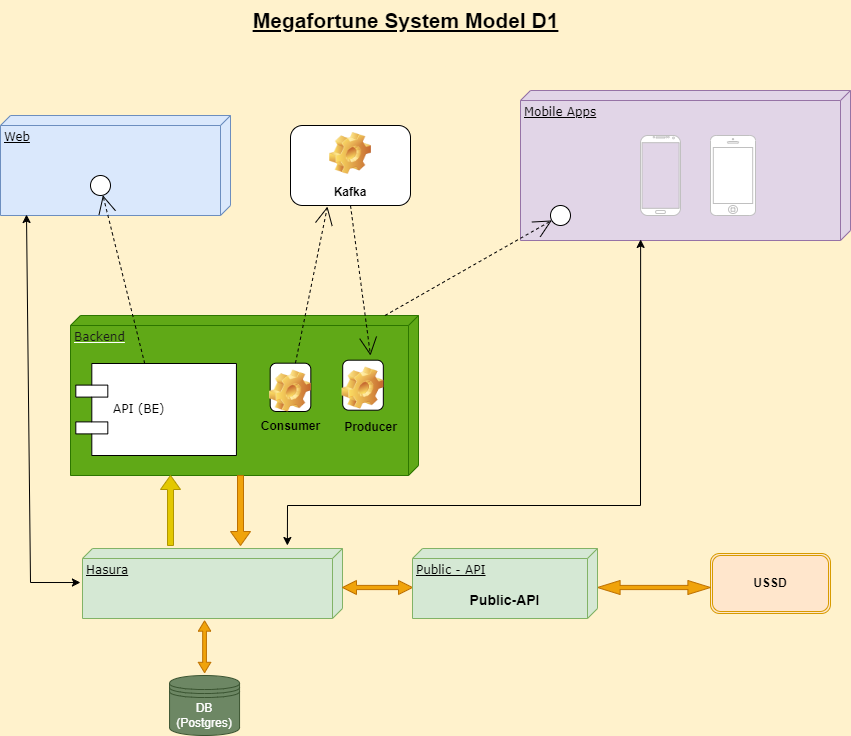 Megafortune System Model D1
Web
Kafka
Mobile Apps
Backend
API (BE)
Consumer
Producer
Hasura
Public - API
Public-API
USSD
DB
(Postgres)